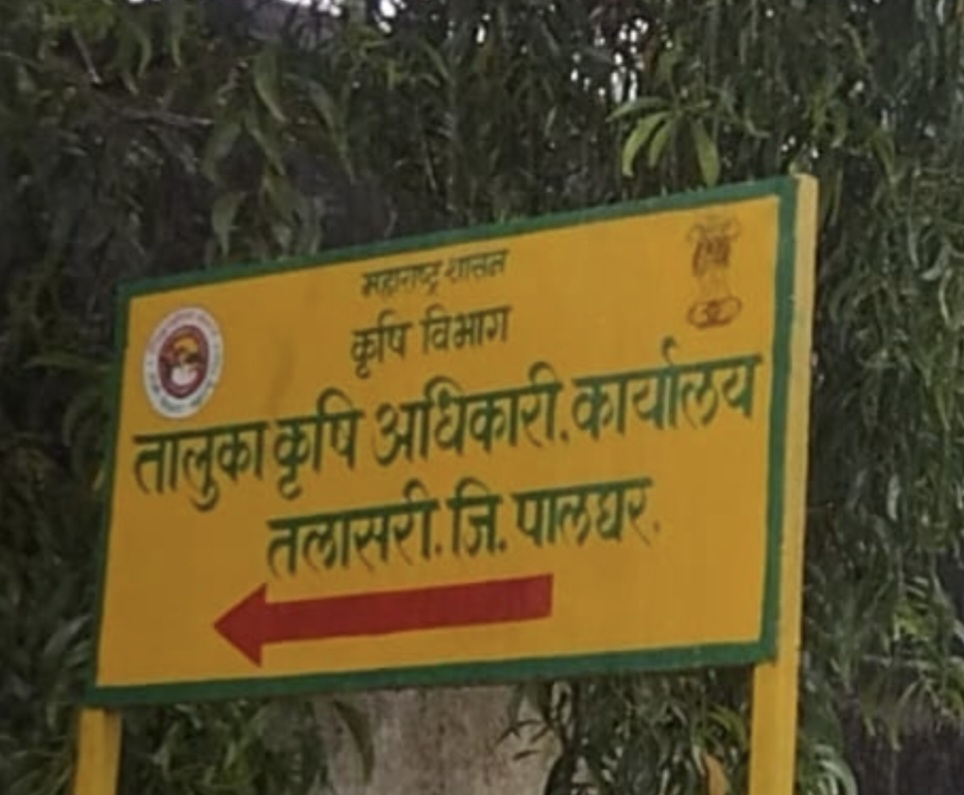 महाराष्ट्र शासन
कृषि विभाग
तालुका कृषि अधिकारी. कार्यालय
तलासरी. जि. पालघर.